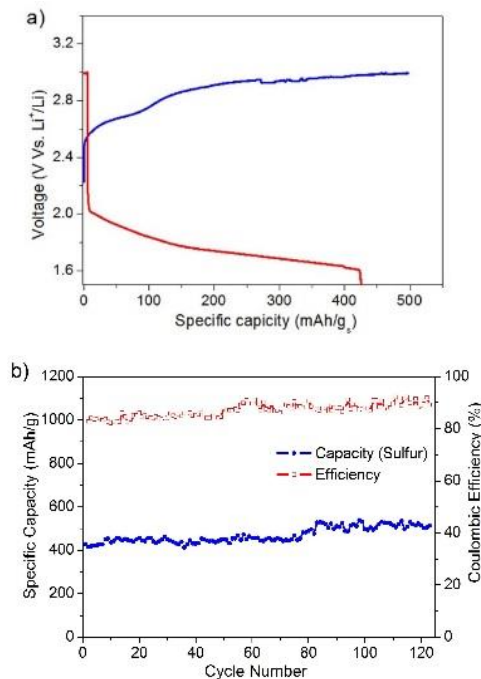 a)
3.2
2.8
2.4
2.0
1.6
Voltage (V Vs. Li⁺/Li)
0 100 200 300 400 500
Specific capicity (mAh/gₛ)
b)
1200
1000
800
600
400
200
0
Specific Capacity (mAh/g)
100
80
60
40
20
0
Coulombic Efficiency (%)
Capacity (Sulfur)
Efficiency
0 20 40 60 80 100 120
Cycle Number